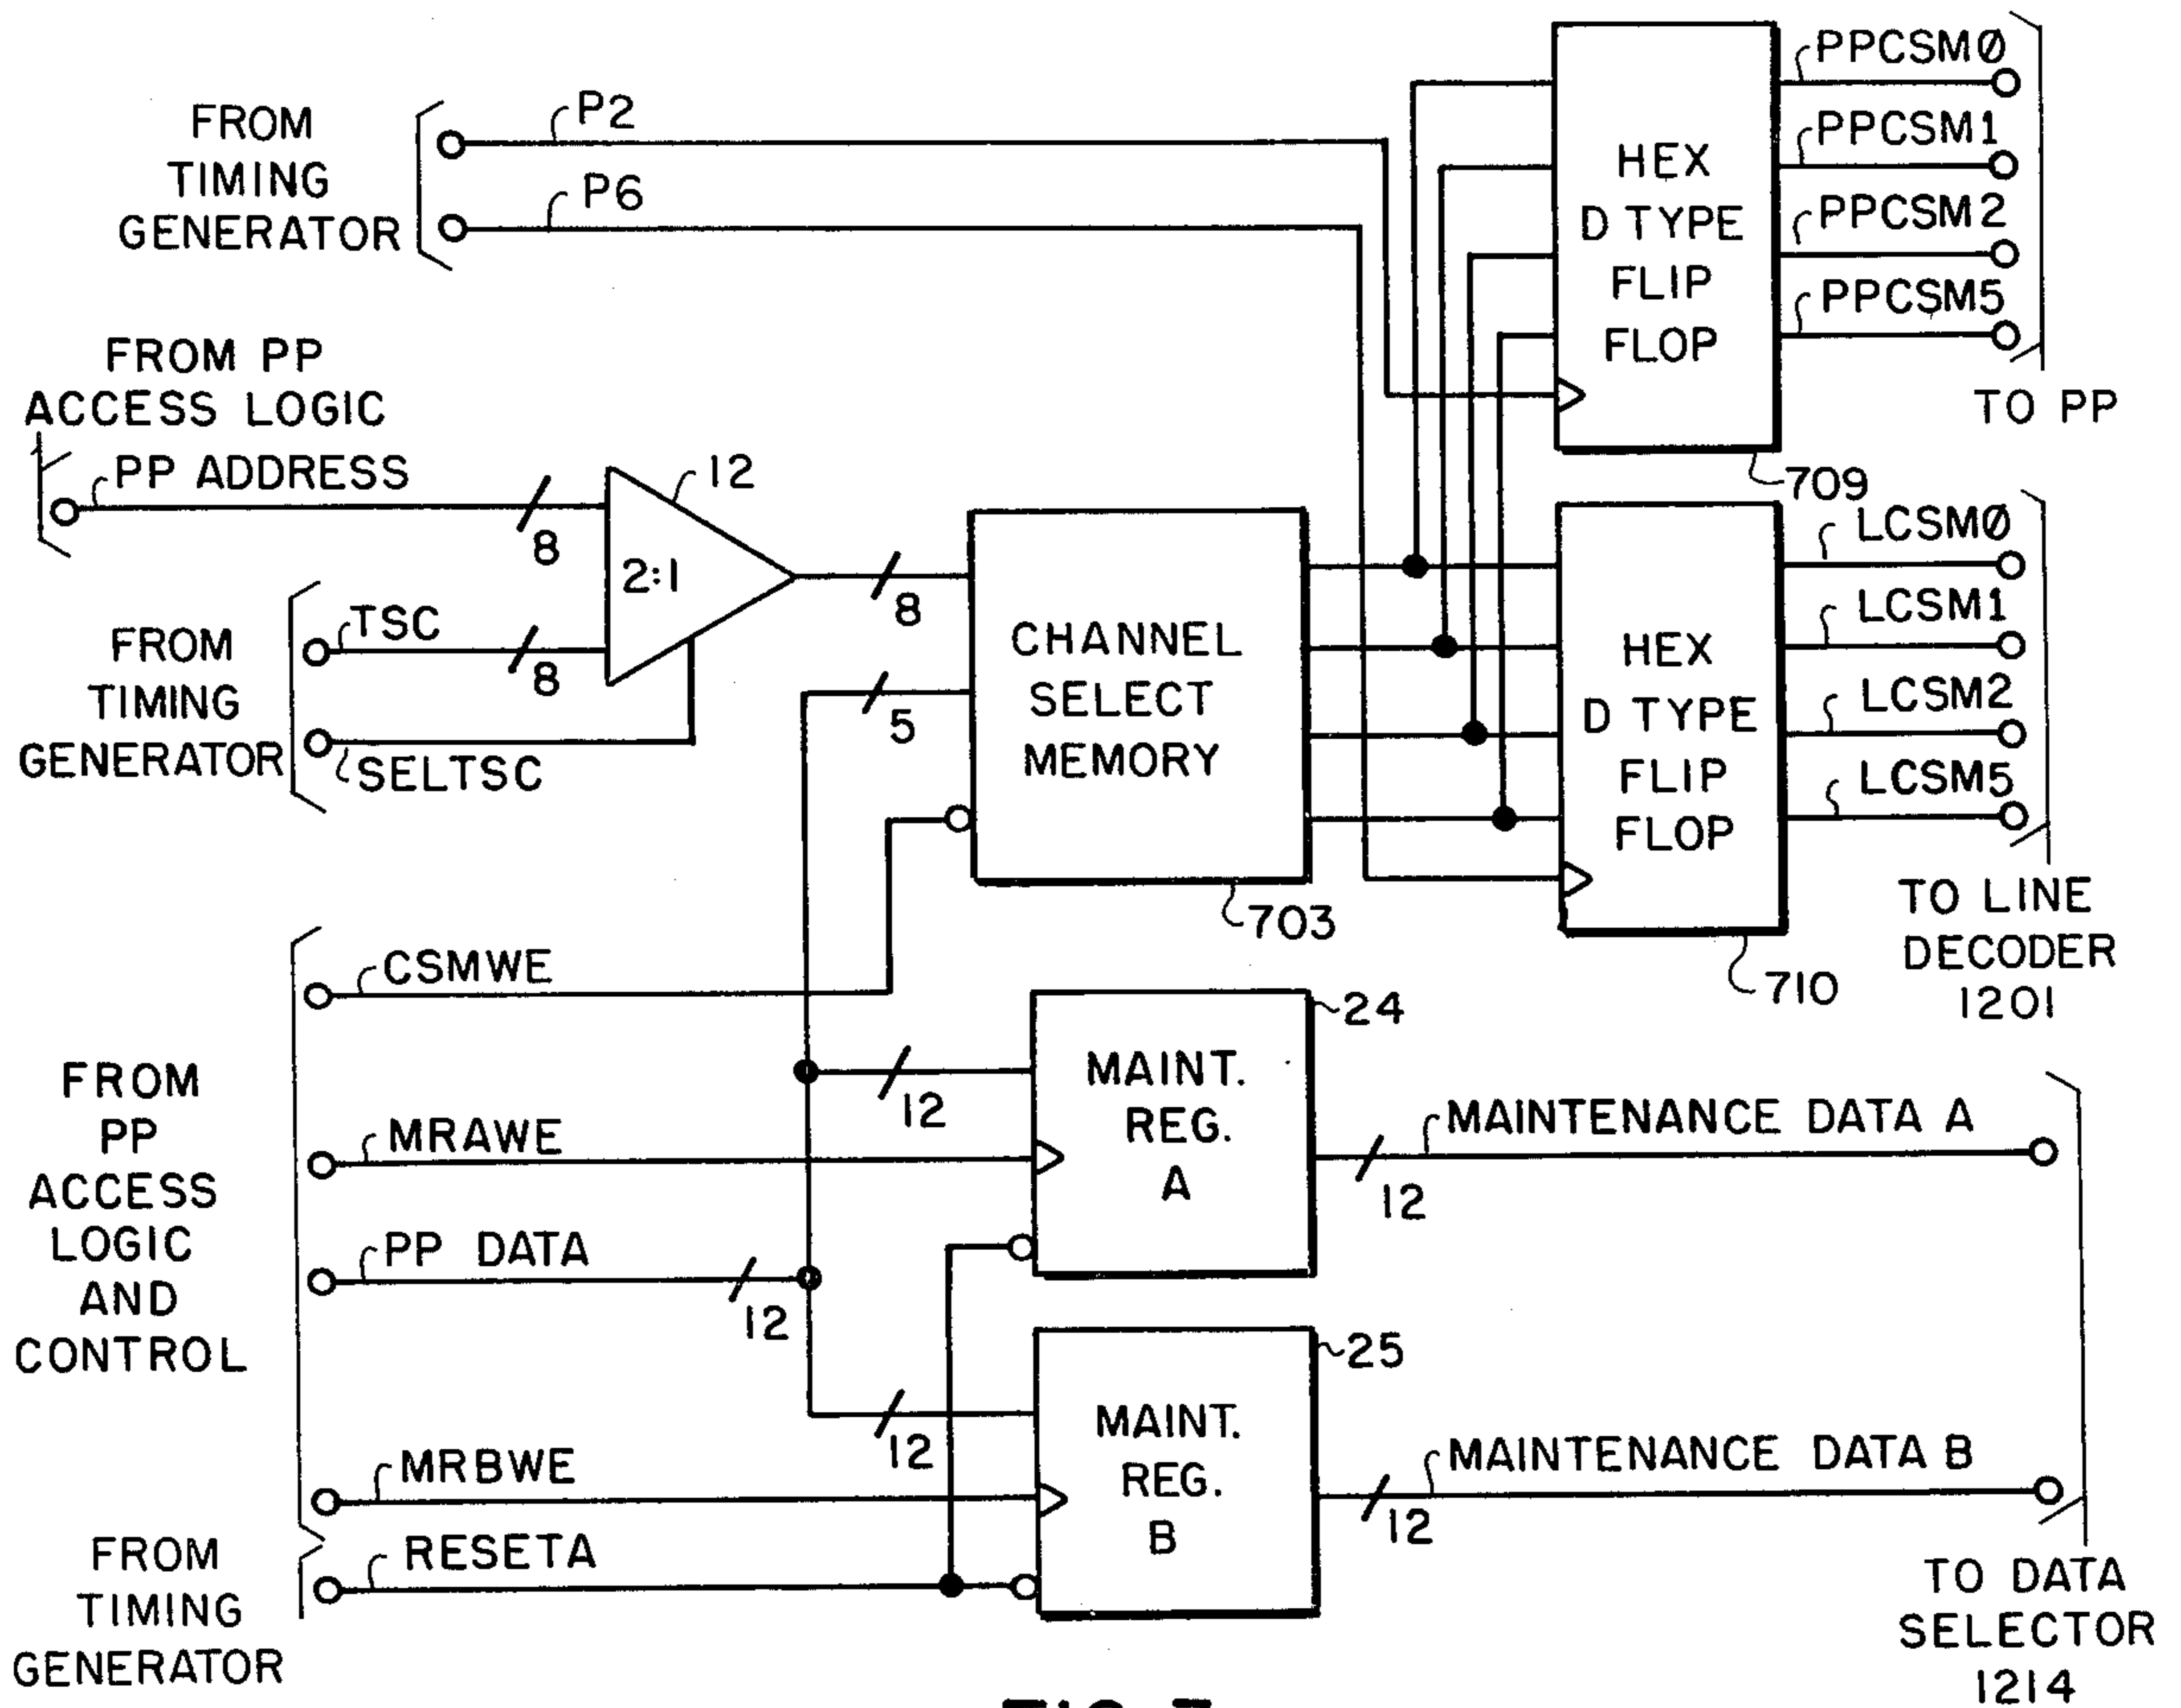 FROM
TIMING
GENERATOR
P2
P6
HEX
D TYPE
FLIP
FLOP
PPCSMØ
PPCSM1
PPCSM2
PPCSM5
TO PP
709
FROM PP
ACCESS LOGIC
PP ADDRESS
8
12
2:1
8
FROM
TIMING
GENERATOR
TSC
8
SELTSC
5
CHANNEL
SELECT
MEMORY
703
HEX
D TYPE
FLIP
FLOP
LCSMØ
LCSM1
LCSM2
LCSM5
TO LINE
DECODER
1201
710
FROM
PP
ACCESS
LOGIC
AND
CONTROL
CSMWE
MRAWE
PP DATA
12
MRBWE
12
MAINT.
REG.
A
24
MAINTENANCE DATA A
12
12
MAINT.
REG.
B
25
MAINTENANCE DATA B
12
FROM
TIMING
GENERATOR
RESETA
TO DATA
SELECTOR
1214